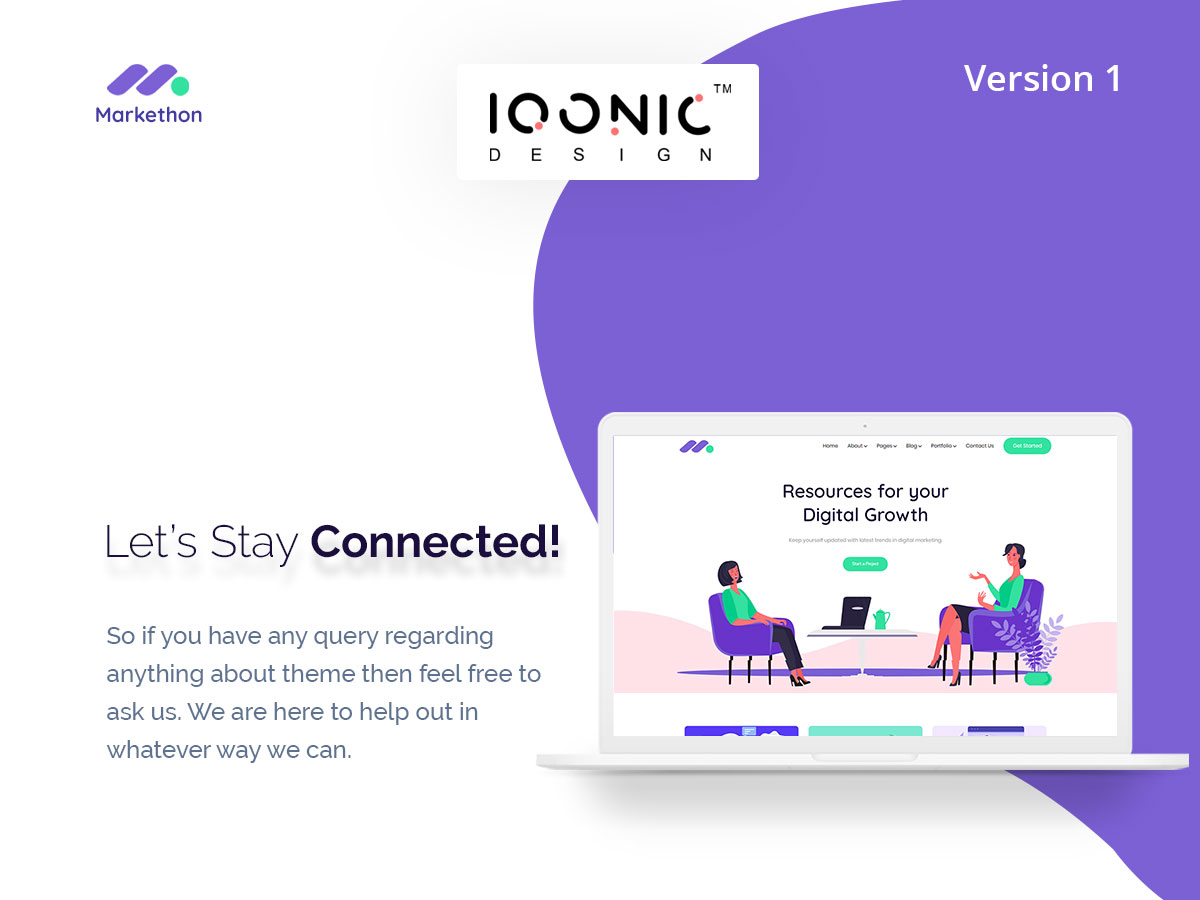 Markethon
IQONIC TM
DESIGN
Version 1
Home About Pages Blog Portfolio Contact Us Get Started
Resources for your
Digital Growth
Keep yourself updated with latest trends in digital marketing.
Start a Project
Let's Stay Connected!
So if you have any query regarding
anything about theme then feel free to
ask us. We are here to help out in
whatever way we can.